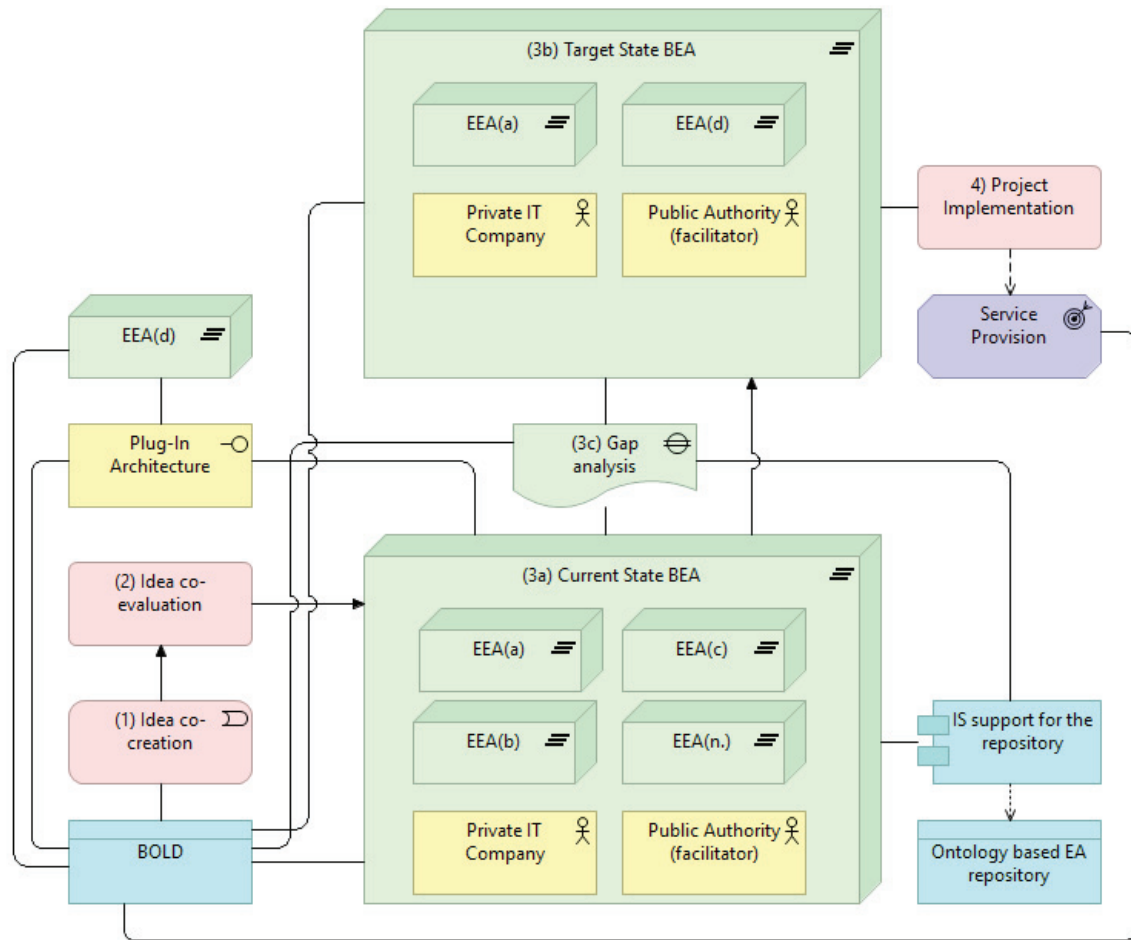 (3b) Target State BEA
EEA(a)
EEA(d)
Private IT
Company
Public Authority
(facilitator)
4) Project
Implementation
Service
Provision
EEA(d)
Plug-In
Architecture
(3c) Gap
analysis
(2) Idea co-
evaluation
(3a) Current State BEA
EEA(a)
EEA(c)
(1) Idea co-
creation
EEA(b)
EEA(n.)
IS support for the
repository
Private IT
Company
Public Authority
(facilitator)
BOLD
Ontology based EA
repository